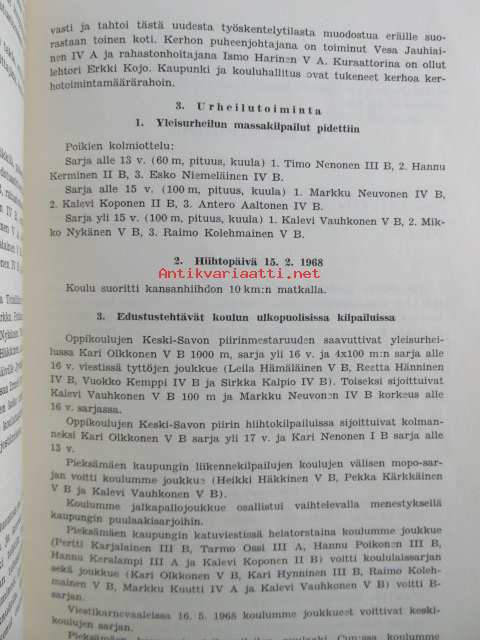 vasti ja tahtoi tästä uudesta työskentelytilasta muodostua eräille suo-
rastaan toinen koti. Kerhon puheenjohtajana on toiminut Vesa Jauhiai-
nen IV A ja rahastonhoitajana Ismo Harinen V A. Kuraattorina on ollut
lehtori Erkki Kojo. Kaupunki ja kouluhallitus ovat tukeneet kerhoa ker-
hotoimintamäärärahoin.
3. Urheilutoiminta
1. Yleisurheilun massakilpailut pidettiin
Poikien kolmiottelu:
Sarja alle 13 v. (60 m, pituus, kuula) 1. Timo Nenonen III B, 2. Hannu
Kerminen II B, 3. Esko Niemeläinen IV B.
Sarja alle 15 v. (100 m, pituus, kuula) 1. Markku Neuvonen IV B,
2. Kalevi Koponen II B, 3. Antero Aaltonen IV B.
Sarja yli 15 v. (100 m, pituus, kuula) 1. Kalevi Vauhkonen V B, 2. Mik-
ko Nykänen V B, 3. Raimo Kolehmainen V B.
2. Hiihtopäivä 15. 2. 1968
Antikvariaatti.net
Koulu suoritti kansanhiihdon 10 km:n matkalla.
3. Edustustehtävät koulun ulkopuolisissa kilpailuissa
Oppikoulujen Keski-Savon piirinmestaruuden saavuttivat yleisurhei-
lussa Kari Olkkonen V B 1000 m, sarja yli 16 v. ja 4x100 m:n sarja alle
16 v. viestissä tyttöjen joukkue (Leila Hämäläinen V B, Reetta Hänninen
IV B, Vuokko Kemppi IV B ja Sirkka Kalpio IV B). Toiseksi sijoittuivat
Kalevi Vauhkonen V B 100 m ja Markku Neuvonen IV B korkeus alle
16 v. sarjassa.
Oppikoulujen Keski-Savon piirin hiihtokilpailuissa sijoittuivat kolman-
neksi Kari Olkkonen V B sarja yli 17 v. ja Kari Nenonen I B sarja alle
13 v.
Pieksämäen kaupungin liikennekilpailujen koulujen välisen mopo-sar-
jan voitti koulumme joukkue (Heikki Häkkinen V B, Pekka Kärkkäinen
V B ja Kalevi Vauhkonen V B).
Koulumme jalkapallojoukkue osallistui vaihtelevalla menestyksellä
kaupungin puulaakisarjoihin.
Pieksämäen kaupungin katuviestissä helatorstaina koulumme joukkue
(Pertti Karjalainen III B, Tarmo Ossi III A, Hannu Poikonen III B,
Hannu Keralampi III A ja Kalevi Koponen II B) voitti koululaissarjan
sekä joukkue (Kari Olkkonen V B, Kari Hynninen III B, Raimo Koleh-
mainen V B, Markku Kuutti IV A ja Kalevi Vauhkonen V B) voitti B-
sarjan.
Viestikarnevaaleissa 16. 5. 1968 koulumme joukkueet voittivat keski-
koulujen sarjan.